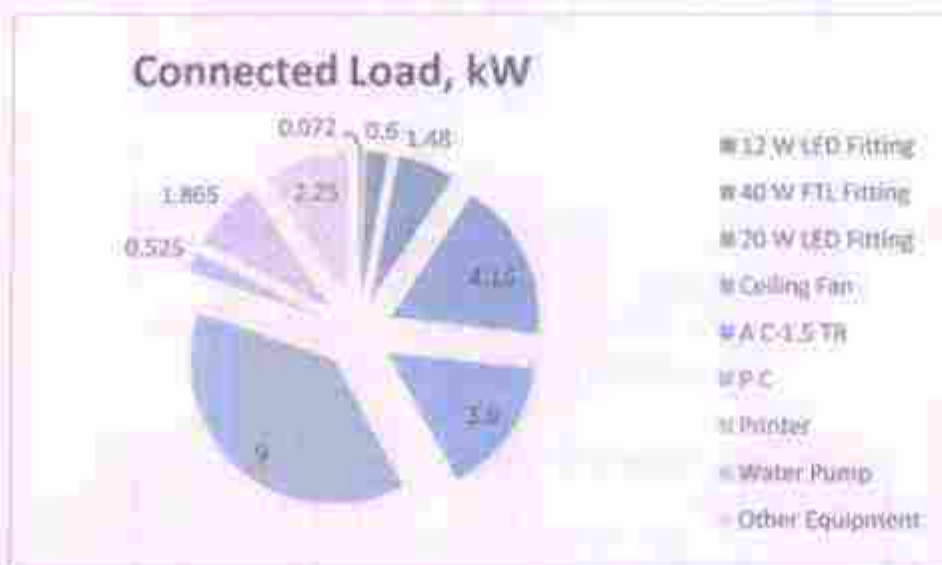 Connected Load, kW
0.072
0.6
1.48
1.865
2.25
0.525
9
12 W LED Fitting
40 W FTL Fitting
20 W LED Fitting
Ceiling Fan
A C-1.5 TR
P C
Printer
Water Pump
Other Equipment